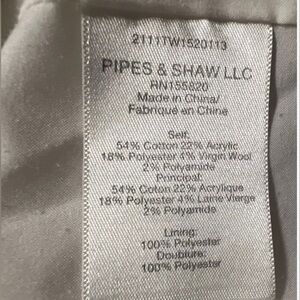 2111TW1520113
PIPES & SHAW LLC
RN155820
Made in China/
Fabriqué en Chine
Self:
54% Cotton 22% Acrylic
18% Polyester 4% Virgin Wool
2% Polyamide
Principal:
54% Coton 22% Acrylique
18% Polyester 4% Laine Vierge
2% Polyamide
Lining:
100% Polyester
Doublure:
100% Polyester